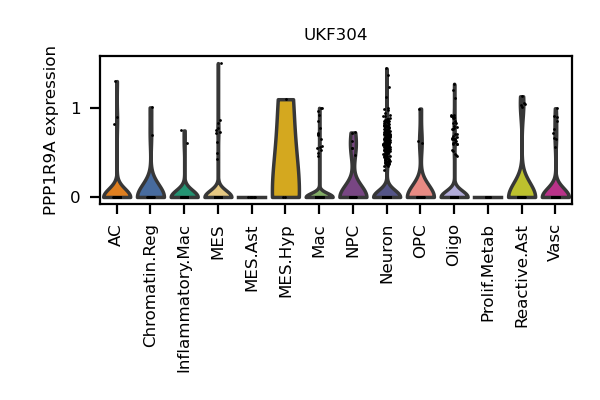 UKF304
PPP1R9A expression
1
0
AC
Chromatin.Reg
Inflammatory.Mac
MES
MES.Ast
MES.Hyp
Mac
NPC
Neuron
OPC
Oligo
Prolif.Metab
Reactive.Ast
Vasc